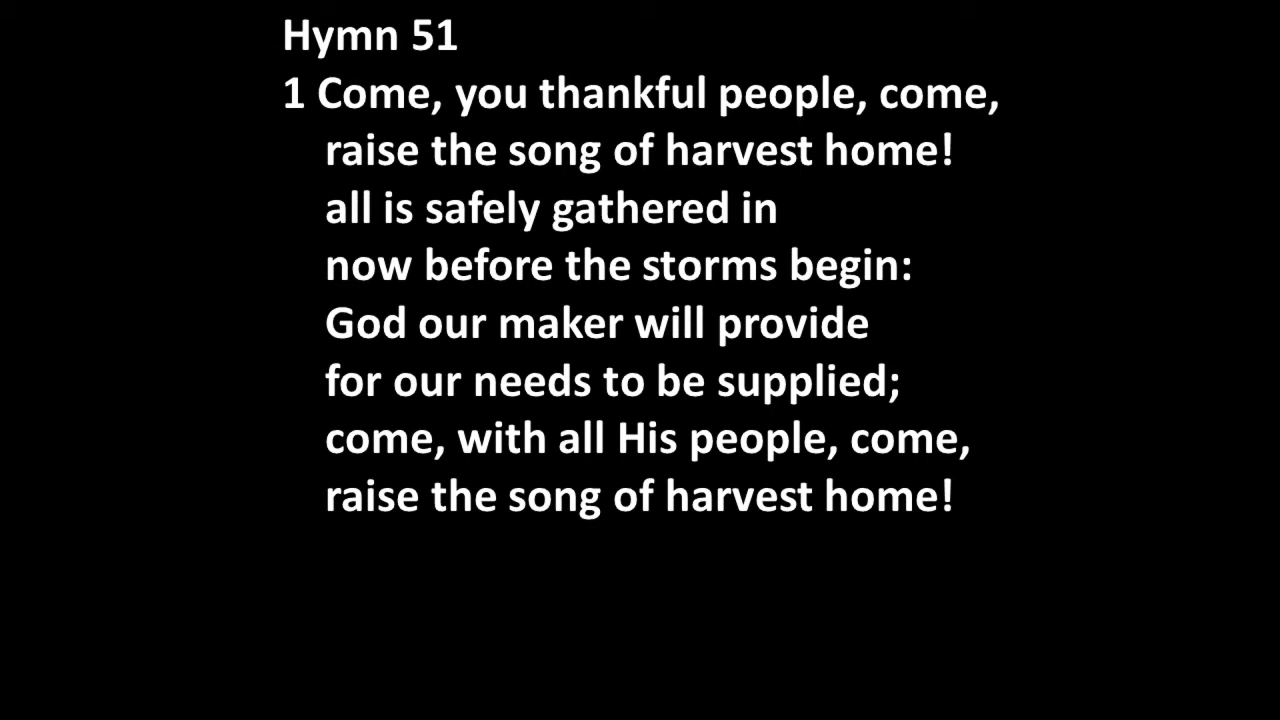 Hymn 51
1 Come, you thankful people, come,
raise the song of harvest home!
all is safely gathered in
now before the storms begin:
God our maker will provide
for our needs to be supplied;
come, with all His people, come,
raise the song of harvest home!